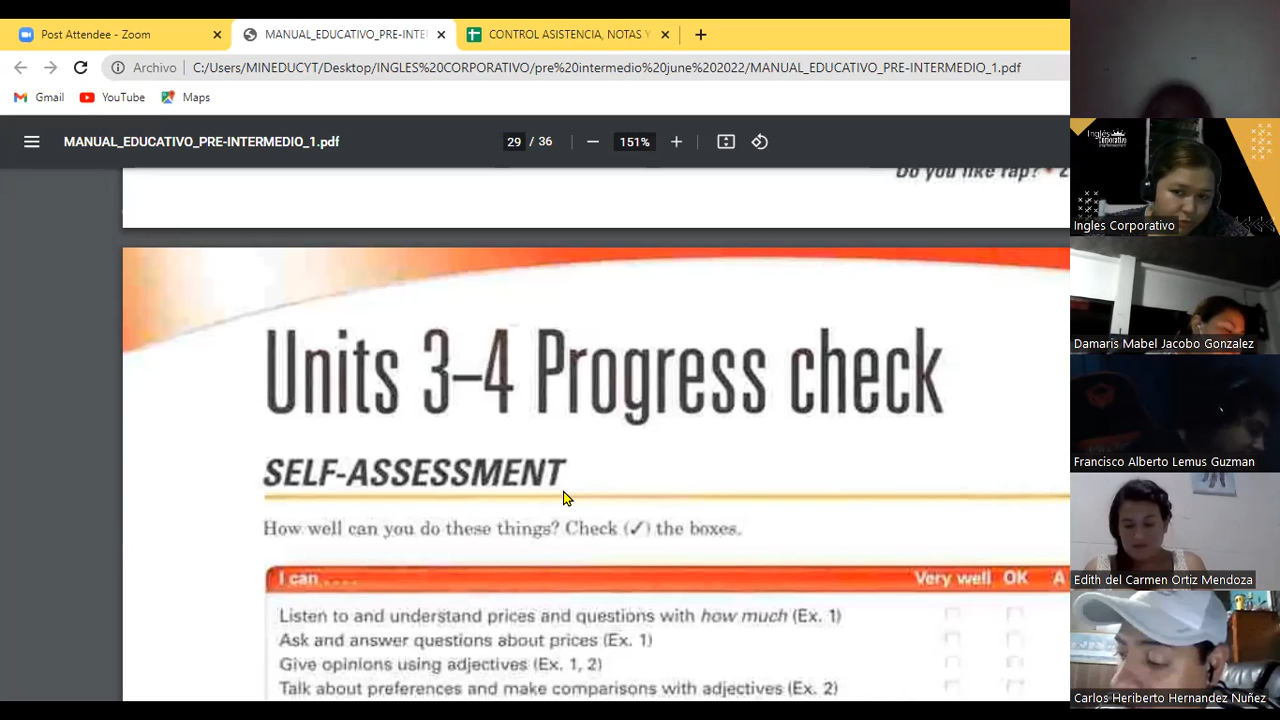 Post Attendee - Zoom
MANUAL_EDUCATIVO_PRE-INTE
CONTROL ASISTENCIA, NOTAS Y
Archivo
C:/Users/MINEDUCYT/Desktop/INGLES%20CORPORATIVO/pre%20intermedio%20june%202022/MANUAL_EDUCATIVO_PRE-INTERMEDIO_1.pdf
Gmail
YouTube
Maps
MANUAL_EDUCATIVO_PRE-INTERMEDIO_1.pdf
29 / 36
151%
Do you like rap? •
Units 3–4 Progress check
SELF-ASSESSMENT
How well can you do these things? Check (✓) the boxes.
I can . . . .
Very well OK A
Listen to and understand prices and questions with how much (Ex. 1)
Ask and answer questions about prices (Ex. 1)
Give opinions using adjectives (Ex. 1, 2)
Talk about preferences and make comparisons with adjectives (Ex. 2)
Inglés
Corporativo
Ingles Corporativo
Damaris Mabel Jacobo Gonzalez
Francisco Alberto Lemus Guzman
Edith del Carmen Ortiz Mendoza
Carlos Heriberto Hernandez Nuñez